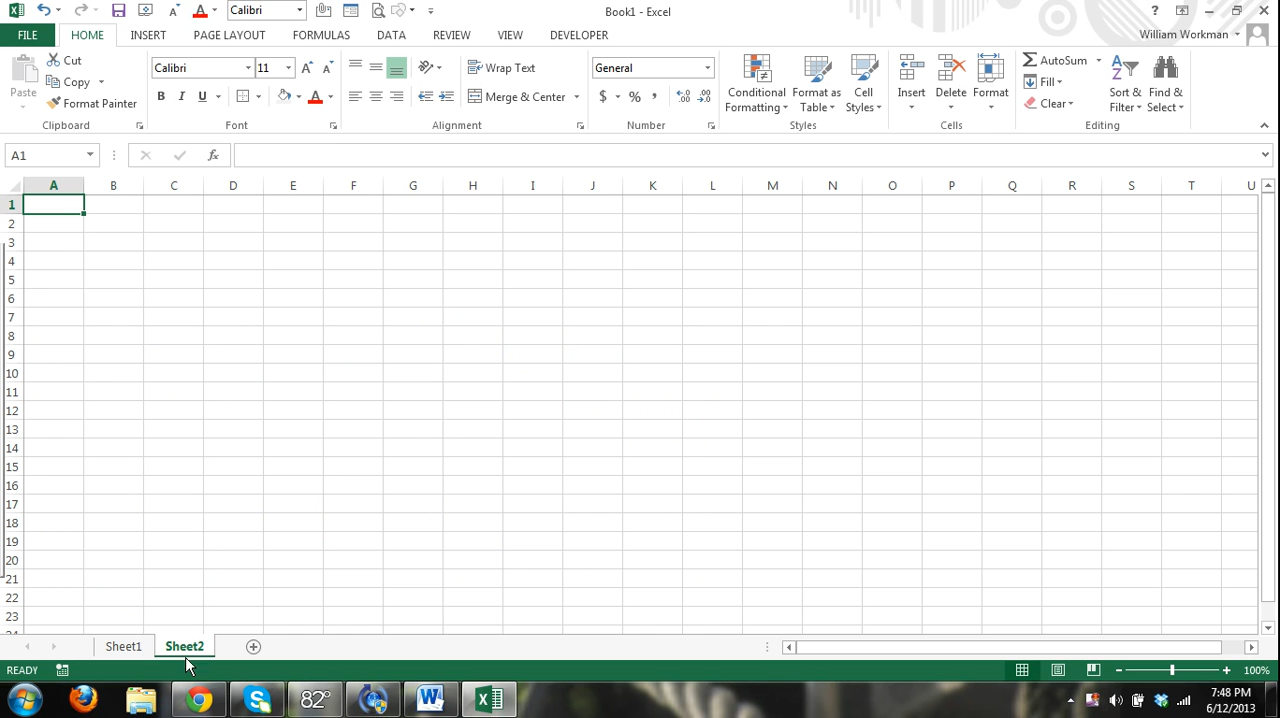 Calibri
Book1 - Excel
?
FILE HOME INSERT PAGE LAYOUT FORMULAS DATA REVIEW VIEW DEVELOPER William Workman
Paste
Cut
Copy
Format Painter
Clipboard
Calibri 11
B I U
Font
Wrap Text
Merge & Center
Alignment
General
$ % ,
Number
Conditional Formatting
Format as Table
Cell Styles
Styles
Insert Delete Format
Cells
AutoSum
Fill
Clear
Sort & Filter
Find & Select
Editing
A1 fx
A B C D E F G H I J K L M N O P Q R S T U
1
2
3
4
5
6
7
8
9
10
11
12
13
14
15
16
17
18
19
20
21
22
23
24
Sheet1 Sheet2
READY 100%
82°
7:48 PM
6/12/2013